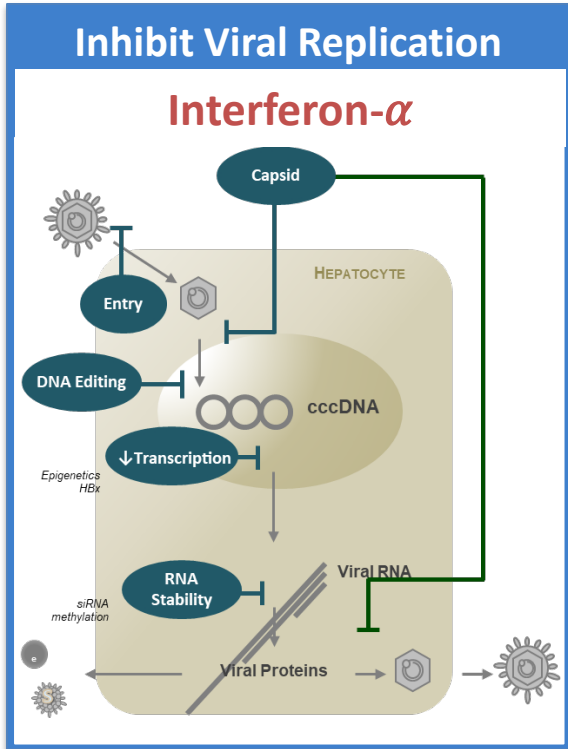 Inhibit Viral Replication
Interferon-α
Capsid
HEPATOCYTE
Entry
DNA Editing
cccDNA
↓Transcription
Epigenetics
HBx
Viral RNA
RNA
Stability
siRNA
methylation
Viral Proteins
e
S